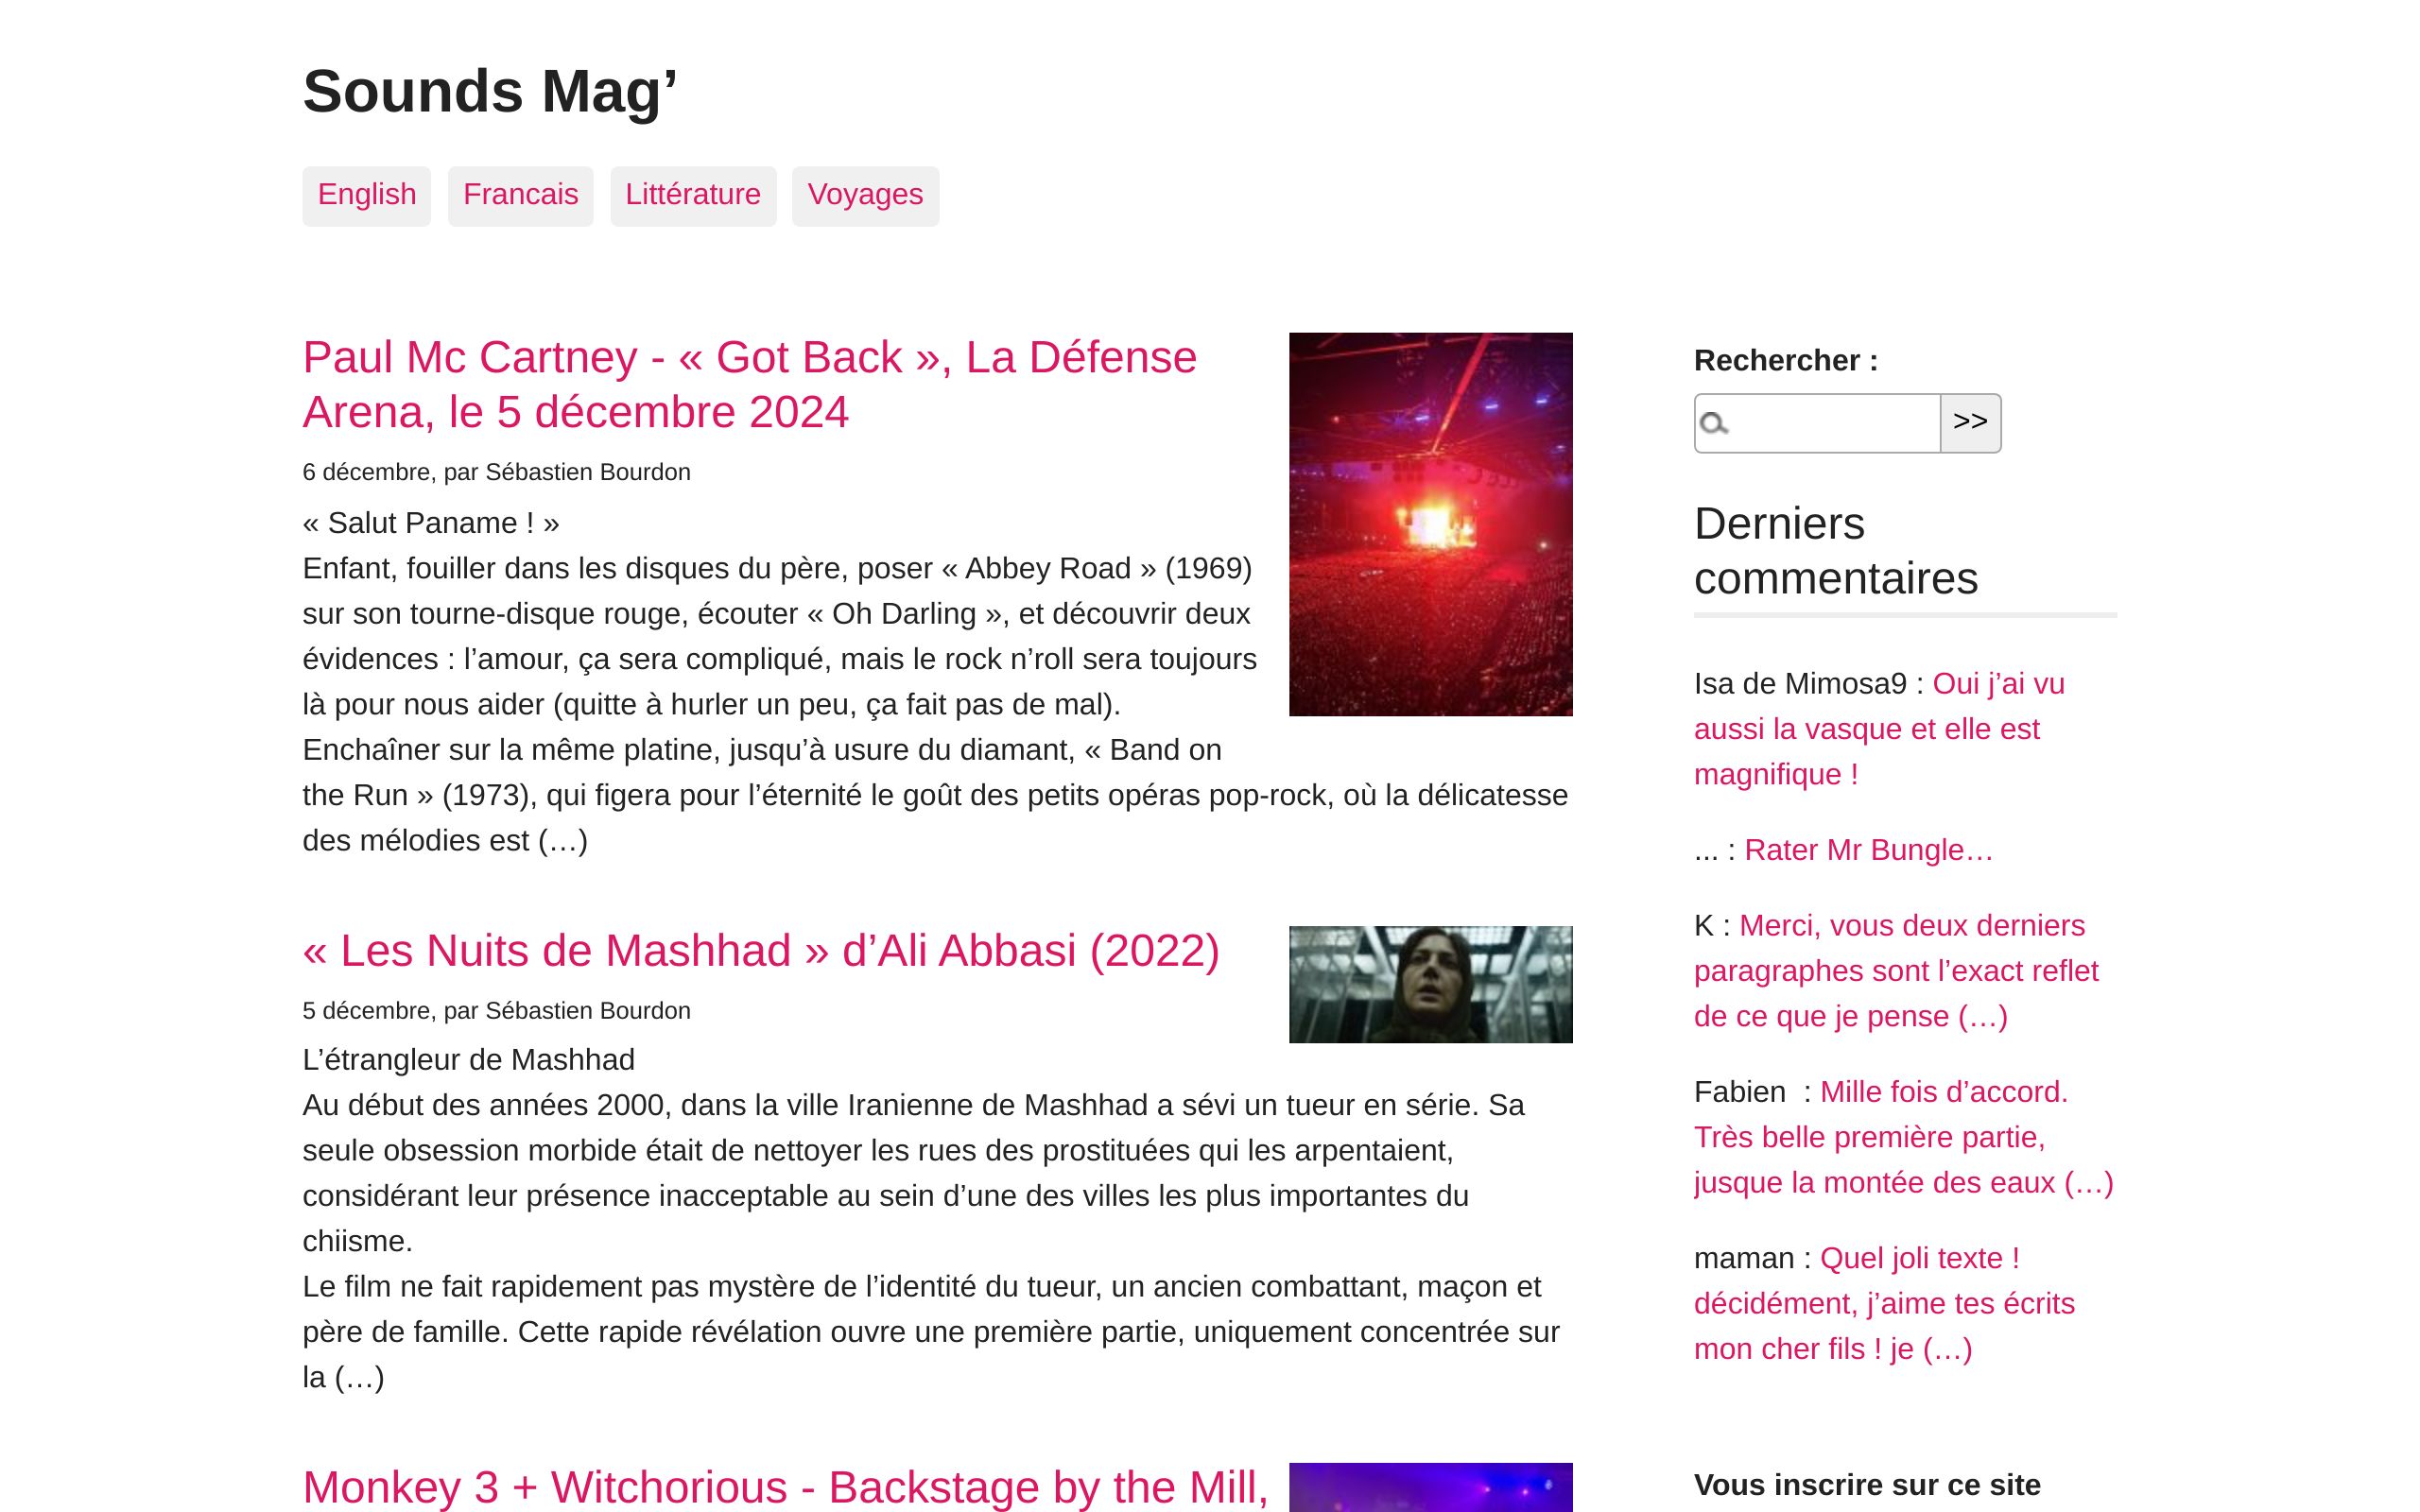 Sounds Mag’
English
Francais
Littérature
Voyages
Paul Mc Cartney - « Got Back », La Défense
Arena, le 5 décembre 2024
6 décembre, par Sébastien Bourdon
« Salut Paname ! »
Enfant, fouiller dans les disques du père, poser « Abbey Road » (1969)
sur son tourne-disque rouge, écouter « Oh Darling », et découvrir deux
évidences : l’amour, ça sera compliqué, mais le rock n’roll sera toujours
là pour nous aider (quitte à hurler un peu, ça fait pas de mal).
Enchaîner sur la même platine, jusqu’à usure du diamant, « Band on
the Run » (1973), qui figera pour l’éternité le goût des petits opéras pop-rock, où la délicatesse
des mélodies est (…)
« Les Nuits de Mashhad » d’Ali Abbasi (2022)
5 décembre, par Sébastien Bourdon
L’étrangleur de Mashhad
Au début des années 2000, dans la ville Iranienne de Mashhad a sévi un tueur en série. Sa
seule obsession morbide était de nettoyer les rues des prostituées qui les arpentaient,
considérant leur présence inacceptable au sein d’une des villes les plus importantes du
chiisme.
Le film ne fait rapidement pas mystère de l’identité du tueur, un ancien combattant, maçon et
père de famille. Cette rapide révélation ouvre une première partie, uniquement concentrée sur
la (…)
Monkey 3 + Witchorious - Backstage by the Mill,
Rechercher :
>>
Derniers
commentaires
Isa de Mimosa9 : Oui j’ai vu
aussi la vasque et elle est
magnifique !
... : Rater Mr Bungle…
K : Merci, vous deux derniers
paragraphes sont l’exact reflet
de ce que je pense (…)
Fabien  : Mille fois d’accord.
Très belle première partie,
jusque la montée des eaux (…)
maman : Quel joli texte !
décidément, j’aime tes écrits
mon cher fils ! je (…)
Vous inscrire sur ce site